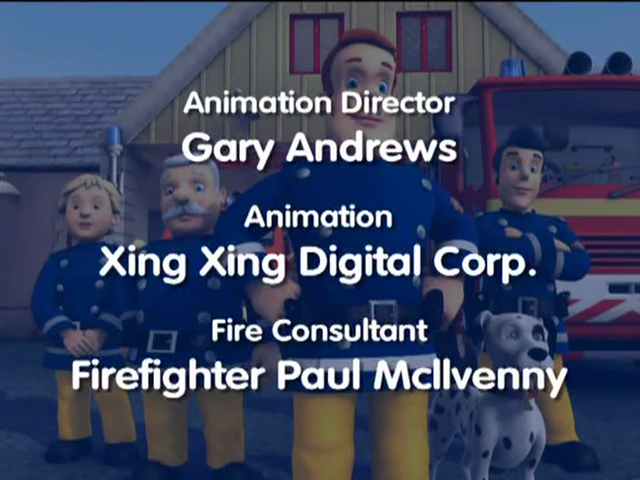 Animation Director
Gary Andrews
Animation
Xing Xing Digital Corp.
Fire Consultant
Firefighter Paul McIlvenny